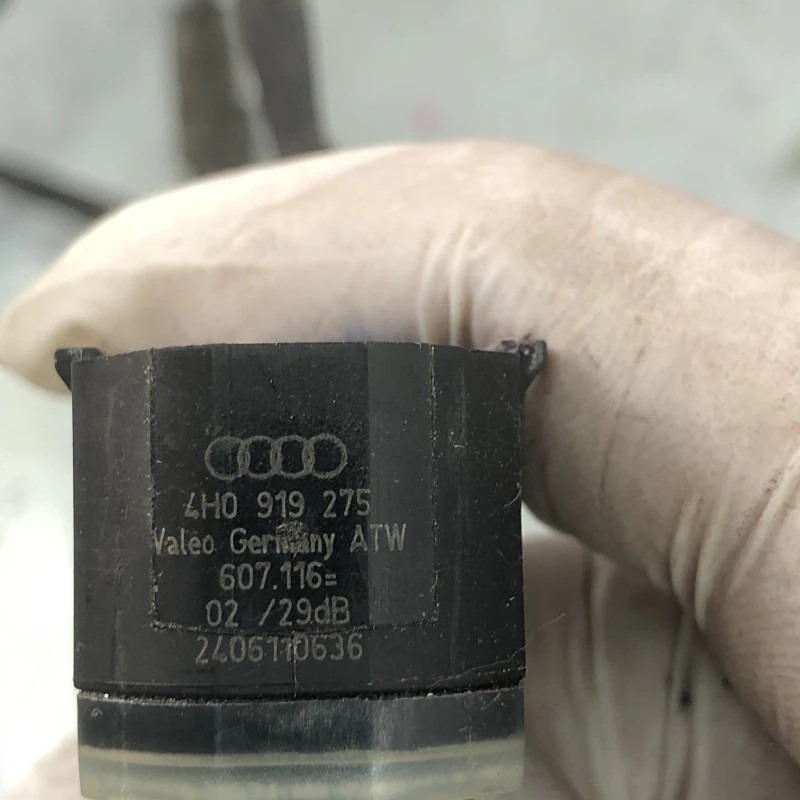 4H0 919 275
Valeo Germany ATW
607.116=
02 /29dB
2406110636